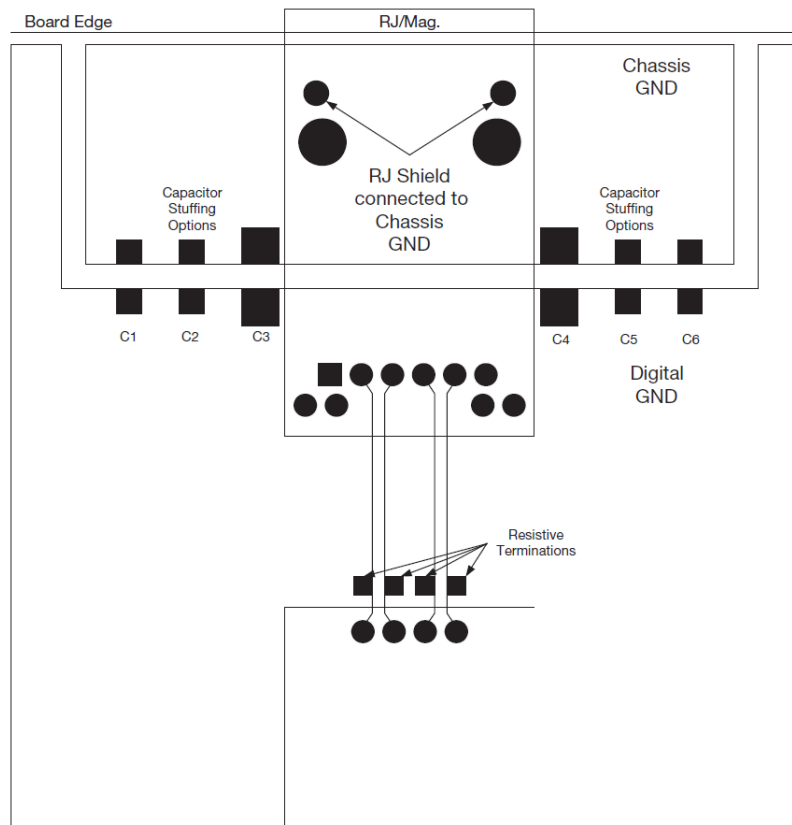 Board Edge
RJ/Mag.
Chassis
GND
Capacitor
Stuffing
Options
RJ Shield
connected to
Chassis
GND
Capacitor
Stuffing
Options
C1
C2
C3
C4
C5
C6
Digital
GND
Resistive
Terminations